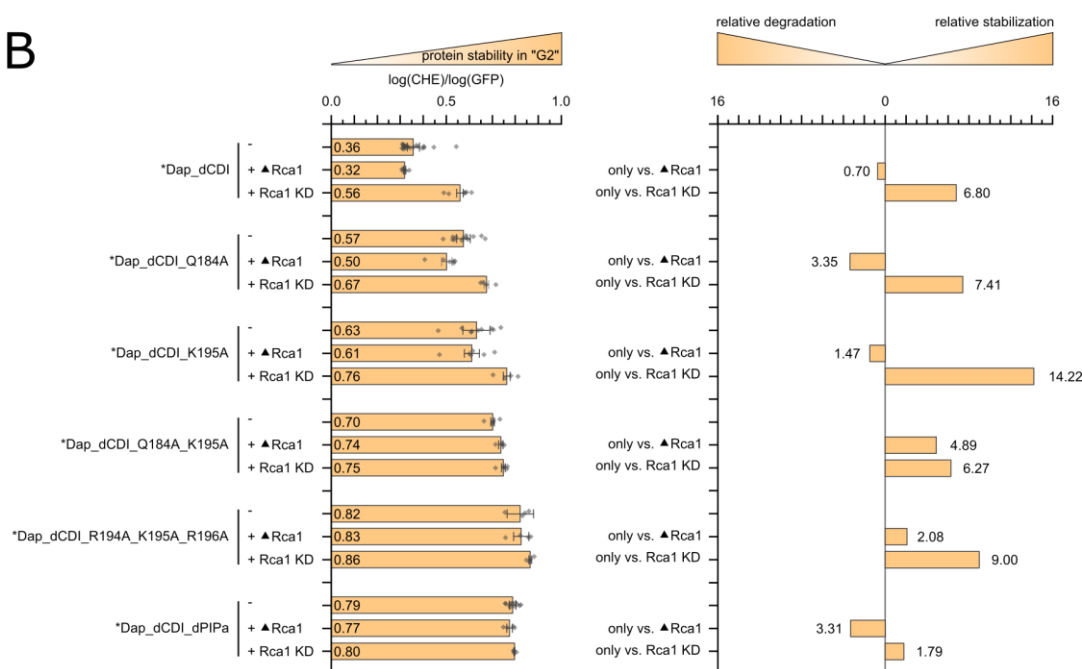 B
protein stability in "G2"
log(CHE)/log(GFP)
0.0 0.5 1.0
relative degradation relative stabilization
16 0 16
*Dap_dCDI
- 0.36
+ ▲Rca1 0.32
+ Rca1 KD 0.56
only vs. ▲Rca1 0.70
only vs. Rca1 KD 6.80
*Dap_dCDI_Q184A
- 0.57
+ ▲Rca1 0.50
+ Rca1 KD 0.67
only vs. ▲Rca1 3.35
only vs. Rca1 KD 7.41
*Dap_dCDI_K195A
- 0.63
+ ▲Rca1 0.61
+ Rca1 KD 0.76
only vs. ▲Rca1 1.47
only vs. Rca1 KD 14.22
*Dap_dCDI_Q184A_K195A
- 0.70
+ ▲Rca1 0.74
+ Rca1 KD 0.75
only vs. ▲Rca1 4.89
only vs. Rca1 KD 6.27
*Dap_dCDI_R194A_K195A_R196A
- 0.82
+ ▲Rca1 0.83
+ Rca1 KD 0.86
only vs. ▲Rca1 2.08
only vs. Rca1 KD 9.00
*Dap_dCDI_dPIPa
- 0.79
+ ▲Rca1 0.77
+ Rca1 KD 0.80
only vs. ▲Rca1 3.31
only vs. Rca1 KD 1.79